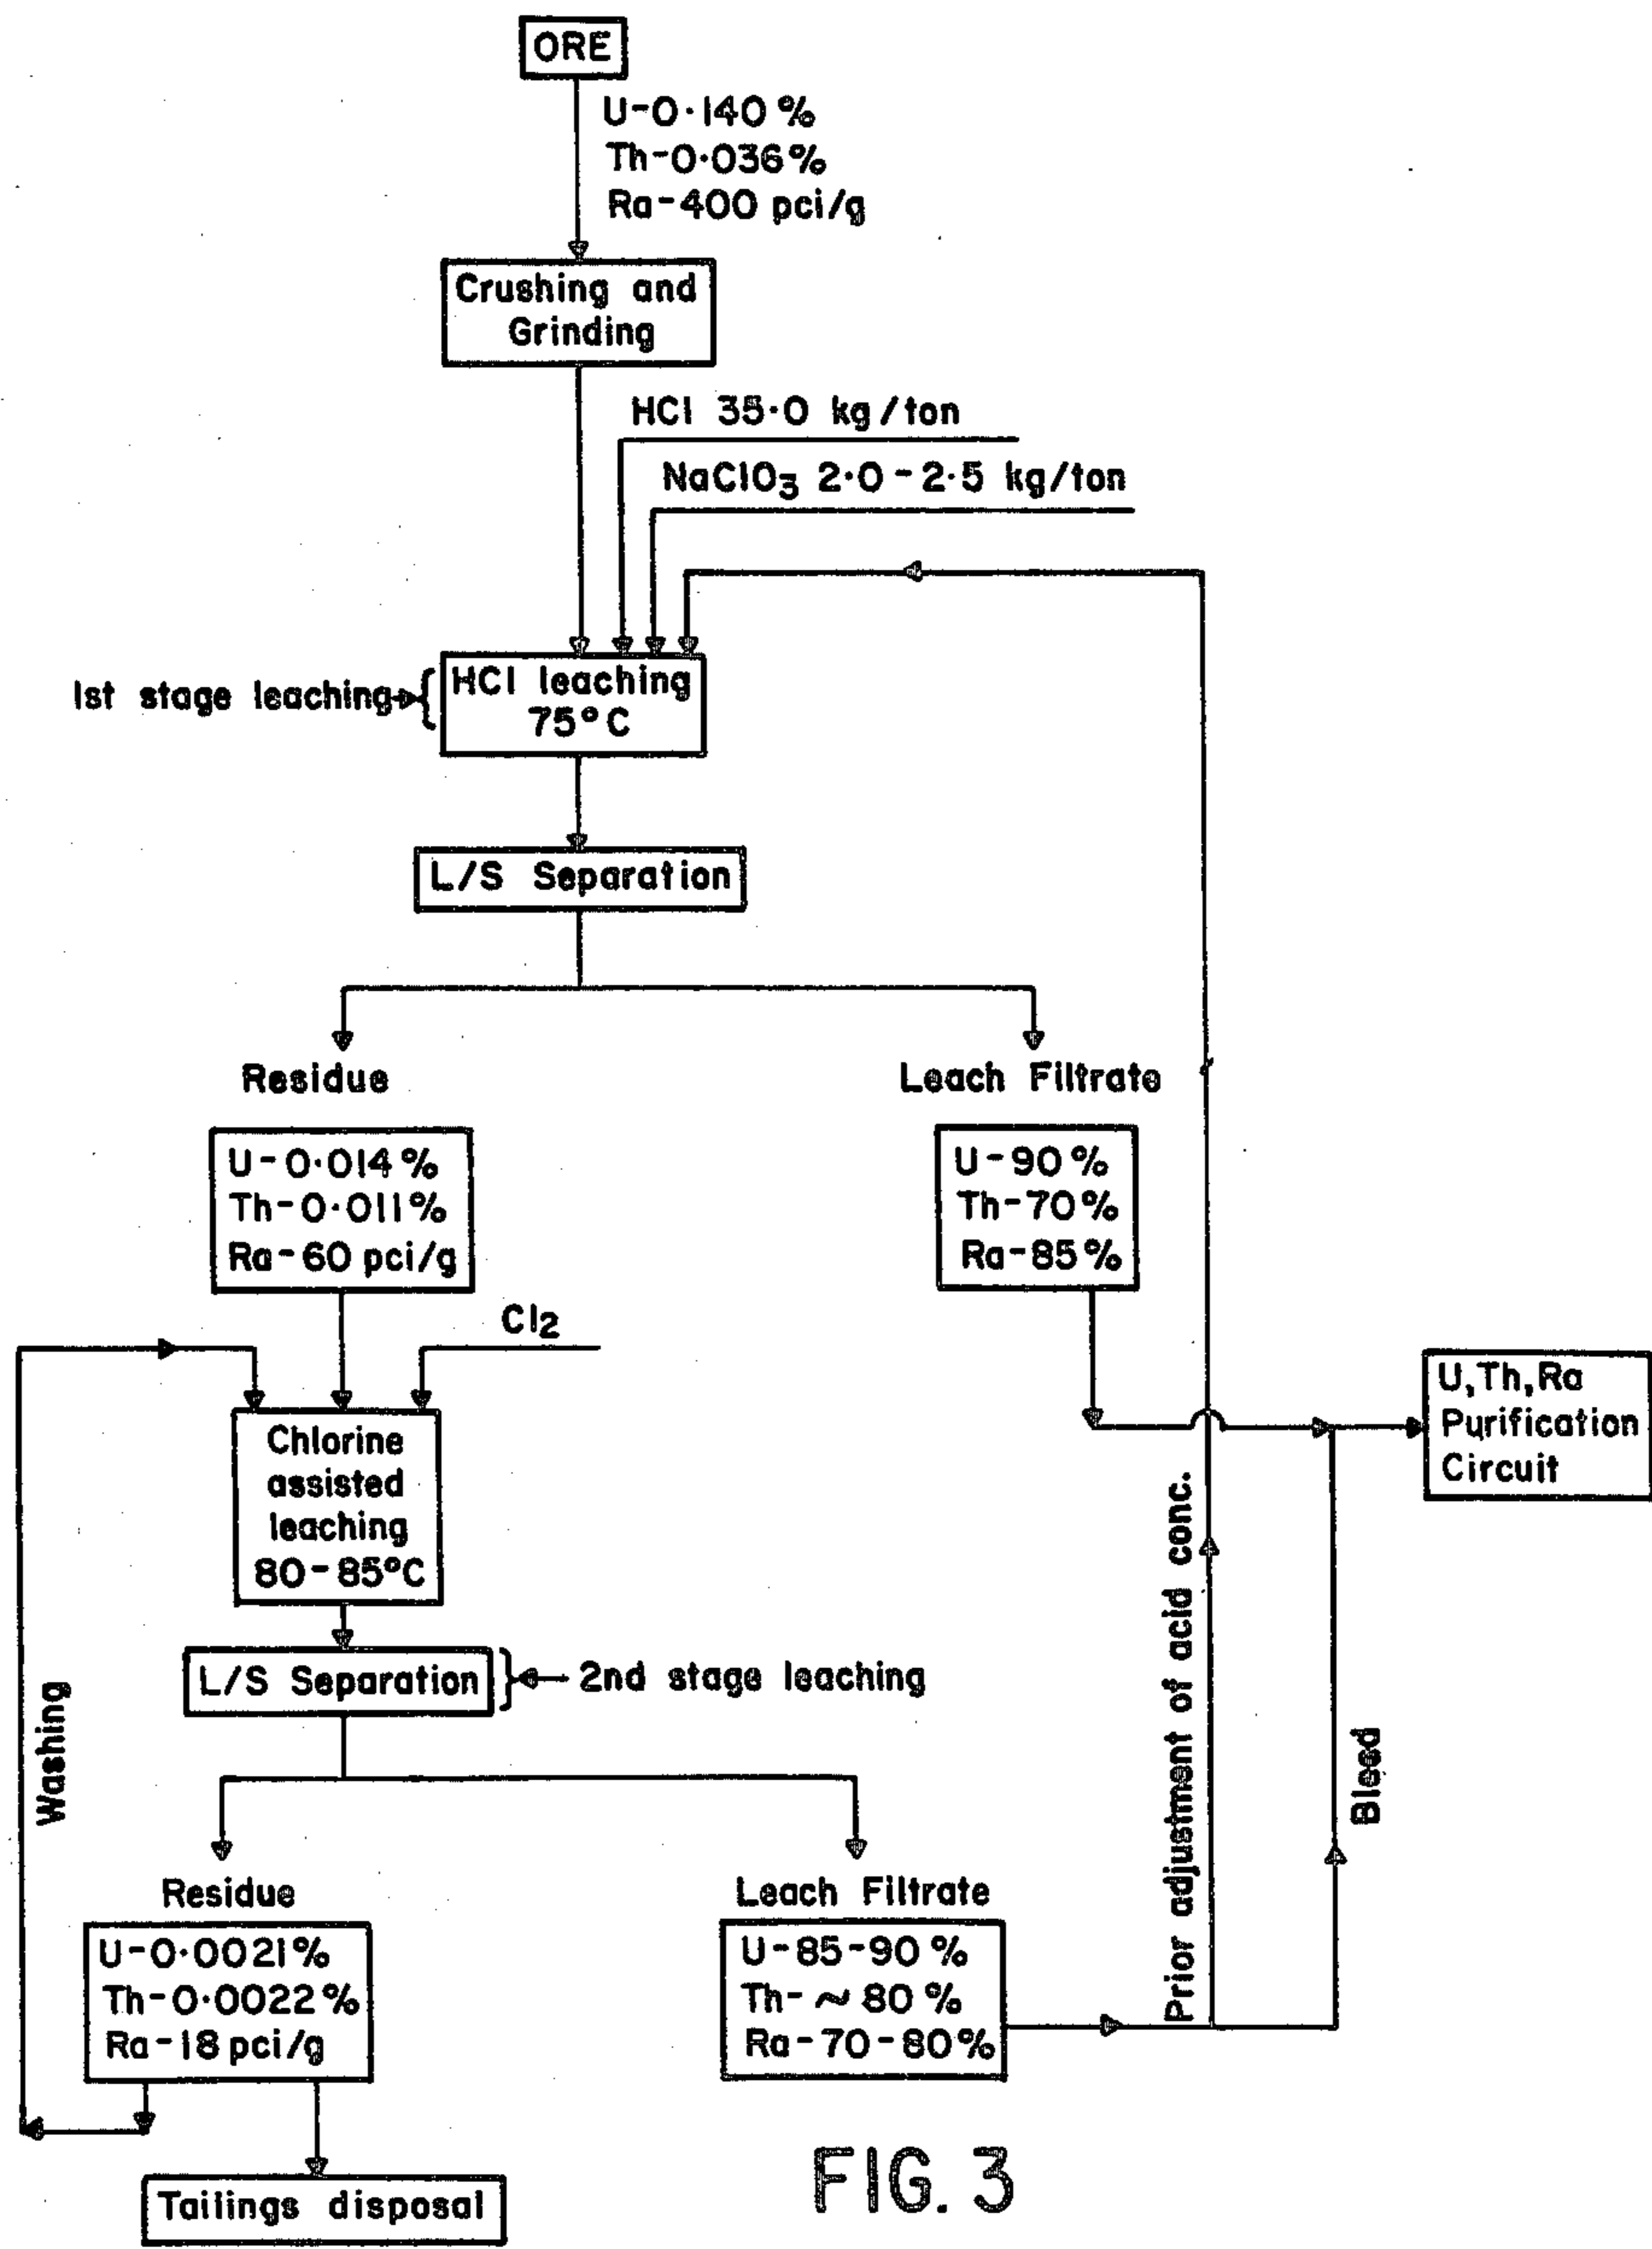 ORE
U-0·140 %
Th-0·036%
Ra-400 pci/g
Crushing and
Grinding
HCl 35·0 kg/ton
NaClO₃ 2·0-2·5 kg/ton
1st stage leaching
HCl leaching
75°C
L/S Separation
Residue
Leach Filtrate
U-0·014%
Th-0·011%
Ra-60 pci/g
U-90%
Th-70%
Ra-85%
Cl₂
Chlorine
assisted
leaching
80-85°C
U,Th,Ra
Purification
Circuit
L/S Separation
2nd stage leaching
Washing
Prior adjustment of acid conc.
Bleed
Residue
Leach Filtrate
U-0·0021%
Th-0·0022%
Ra-18 pci/g
U-85-90 %
Th-~80 %
Ra-70-80%
Tailings disposal
FIG. 3